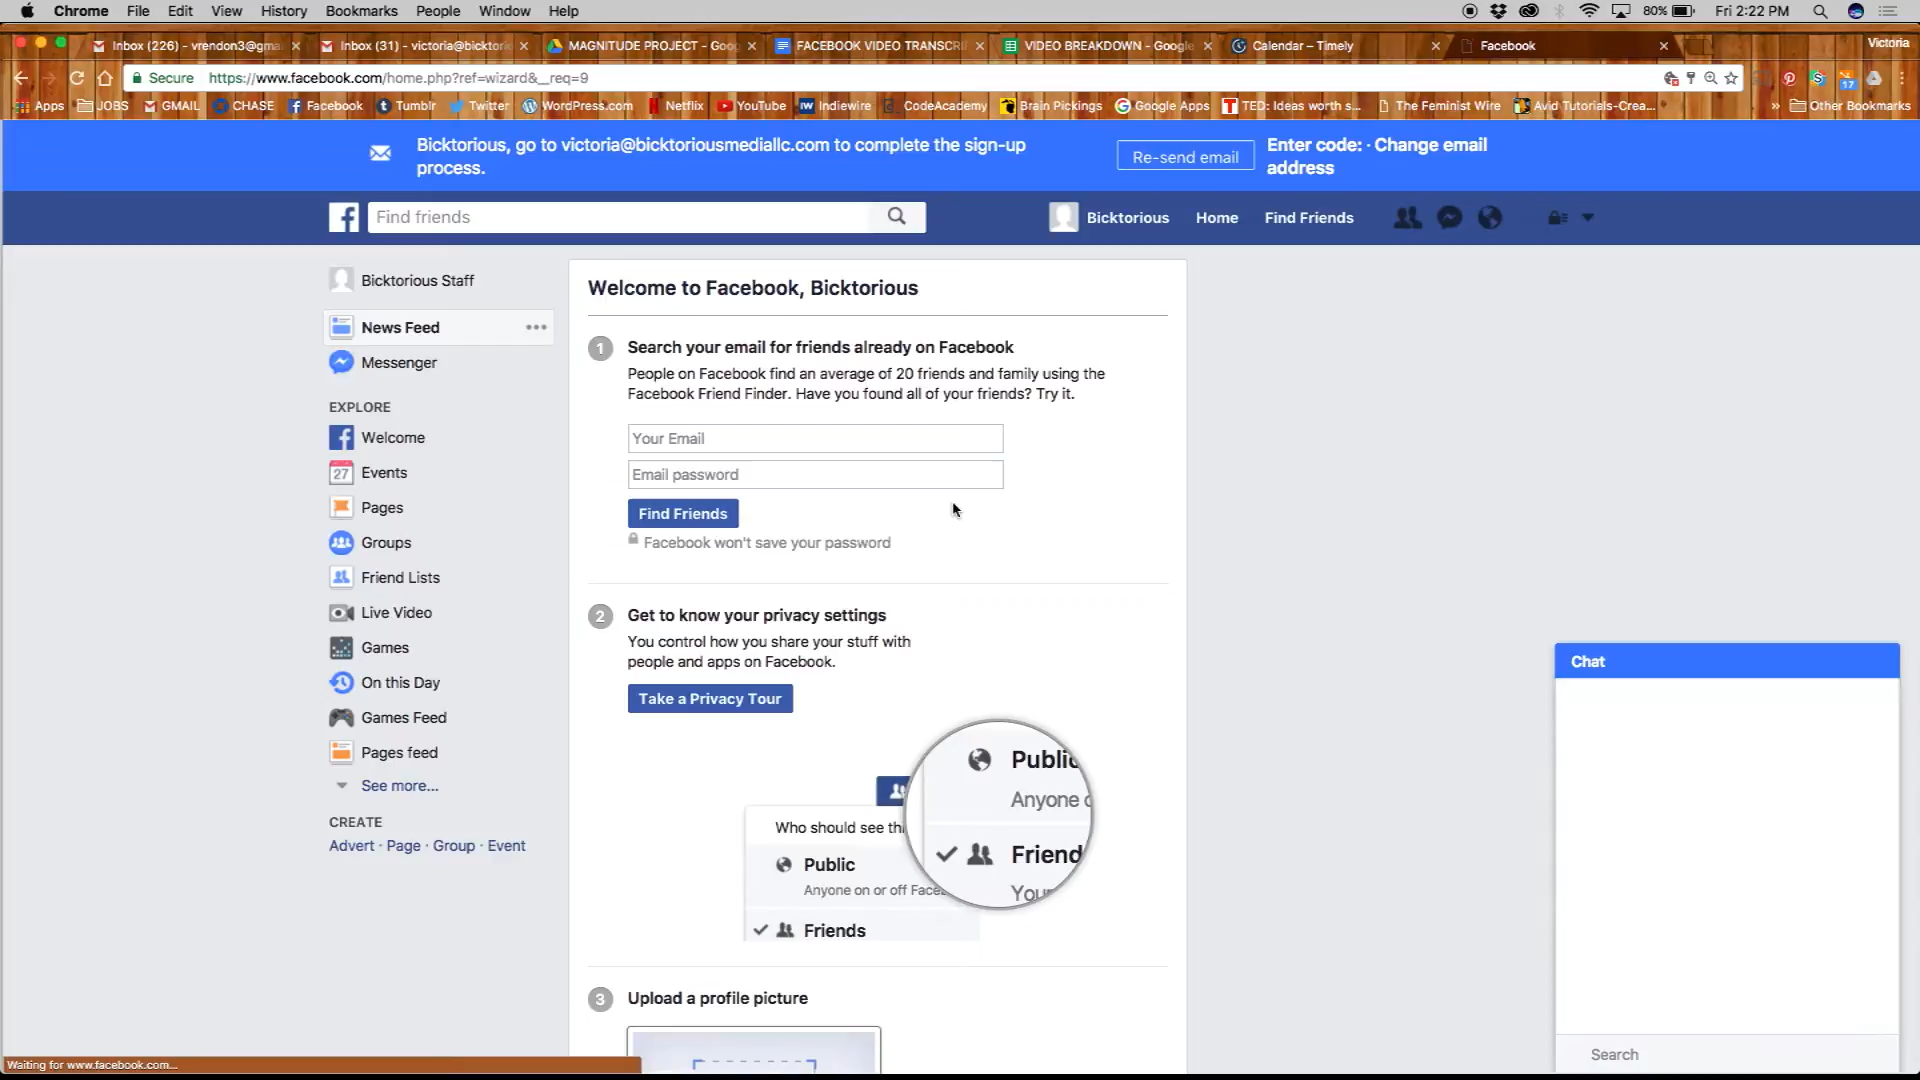 Chrome File Edit View History Bookmarks People Window Help 80% Fri 2:22 PM
Inbox (226) - vrendon3@gma Inbox (31) - victoria@bicktori MAGNITUDE PROJECT - Goog FACEBOOK VIDEO TRANSCRI VIDEO BREAKDOWN - Google Calendar – Timely Facebook Victoria
Secure https://www.facebook.com/home.php?ref=wizard&_req=9 17
Apps JOBS GMAIL CHASE Facebook Tumblr Twitter WordPress.com Netflix YouTube Indiewire CodeAcademy Brain Pickings Google Apps TED: Ideas worth s... The Feminist Wire Avid Tutorials-Crea... » Other Bookmarks
Bicktorious, go to victoria@bicktoriousmediallc.com to complete the sign-up
process.
Re-send email
Enter code: · Change email
address
Find friends
Bicktorious Home Find Friends
Bicktorious Staff
News Feed
Messenger
EXPLORE
Welcome
27 Events
Pages
Groups
Friend Lists
Live Video
Games
On this Day
Games Feed
Pages feed
See more...
CREATE
Advert · Page · Group · Event
Welcome to Facebook, Bicktorious
1 Search your email for friends already on Facebook
People on Facebook find an average of 20 friends and family using the
Facebook Friend Finder. Have you found all of your friends? Try it.
Your Email
Email password
Find Friends
Facebook won't save your password
2 Get to know your privacy settings
You control how you share your stuff with
people and apps on Facebook.
Take a Privacy Tour
Public
Anyone
Friend
Who should see
Public
Anyone on or off
Friends
3 Upload a profile picture
Chat
Search
Waiting for www.facebook.com...